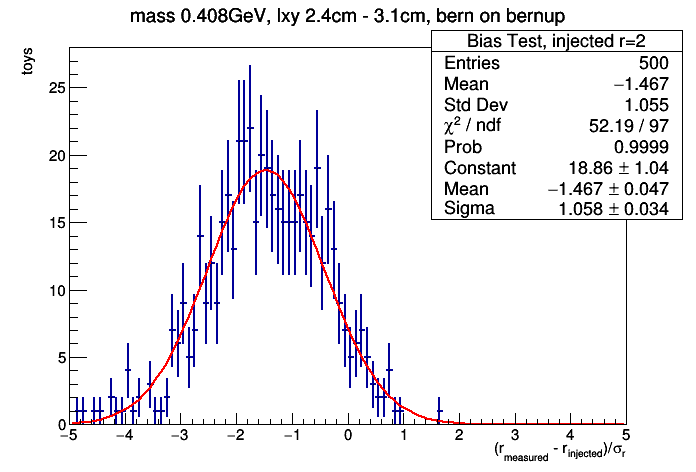 mass 0.408GeV, lxy 2.4cm - 3.1cm, bern on bernup
Bias Test, injected r=2
Entries 500
Mean −1.467
Std Dev 1.055
χ² / ndf 52.19 / 97
Prob 0.9999
Constant 18.86 ± 1.04
Mean −1.467 ± 0.047
Sigma 1.058 ± 0.034
toys
25
20
15
10
5
0
−5 −4 −3 −2 −1 0 1 2 3 4 5
(r_measured - r_injected)/σ_r